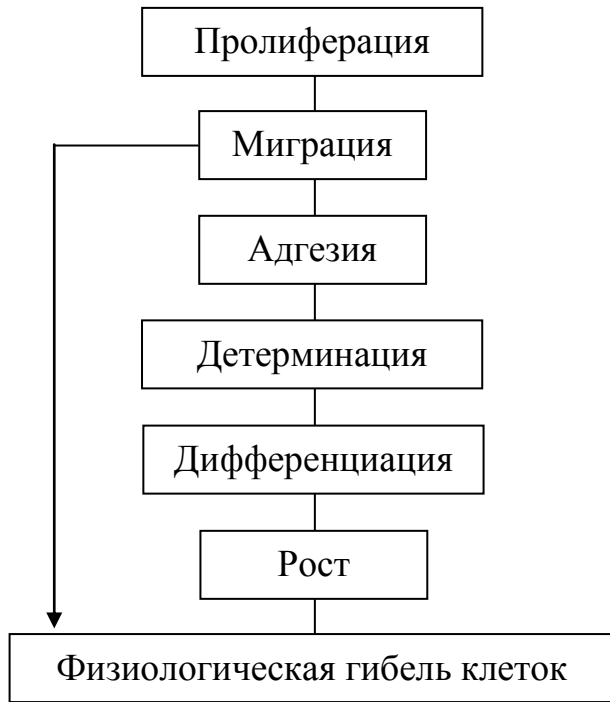 Пролиферация
Миграция
Адгезия
Детерминация
Дифференциация
Рост
Физиологическая гибель клеток